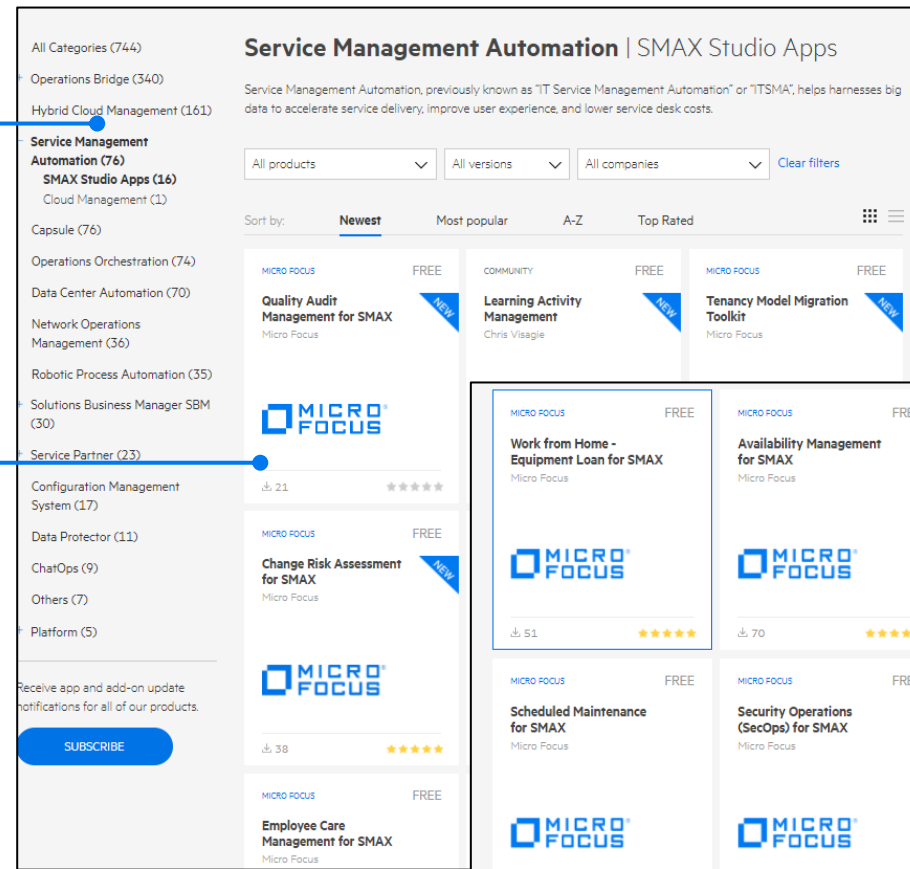 All Categories (744)
Operations Bridge (340)
Hybrid Cloud Management (161)
Service Management
Automation (76)
SMAX Studio Apps (16)
Cloud Management (1)
Capsule (76)
Operations Orchestration (74)
Data Center Automation (70)
Network Operations
Management (36)
Robotic Process Automation (35)
Solutions Business Manager SBM
(30)
Service Partner (23)
Configuration Management
System (17)
Data Protector (11)
ChatOps (9)
Others (7)
Platform (5)
Receive app and add-on update
notifications for all of our products.
SUBSCRIBE
Service Management Automation | SMAX Studio Apps
Service Management Automation, previously known as "IT Service Management Automation" or "ITSMA", helps harnesses big
data to accelerate service delivery, improve user experience, and lower service desk costs.
All products
All versions
All companies
Clear filters
Sort by: Newest Most popular A-Z Top Rated
MICRO FOCUS FREE
Quality Audit
Management for SMAX
Micro Focus
NEW
MICRO
FOCUS
21
COMMUNITY FREE
Learning Activity
Management
Chris Visagie
NEW
MICRO FOCUS FREE
Tenancy Model Migration
Toolkit
Micro Focus
NEW
MICRO FOCUS FREE
Change Risk Assessment
for SMAX
Micro Focus
NEW
MICRO
FOCUS
38
MICRO FOCUS FREE
Employee Care
Management for SMAX
Micro Focus
MICRO FOCUS FREE
Work from Home -
Equipment Loan for SMAX
Micro Focus
MICRO
FOCUS
51
MICRO FOCUS FRE
Availability Management
for SMAX
Micro Focus
MICRO
FOCUS
70
MICRO FOCUS FREE
Scheduled Maintenance
for SMAX
Micro Focus
MICRO
FOCUS
MICRO FOCUS FRE
Security Operations
(SecOps) for SMAX
Micro Focus
MICRO
FOCUS